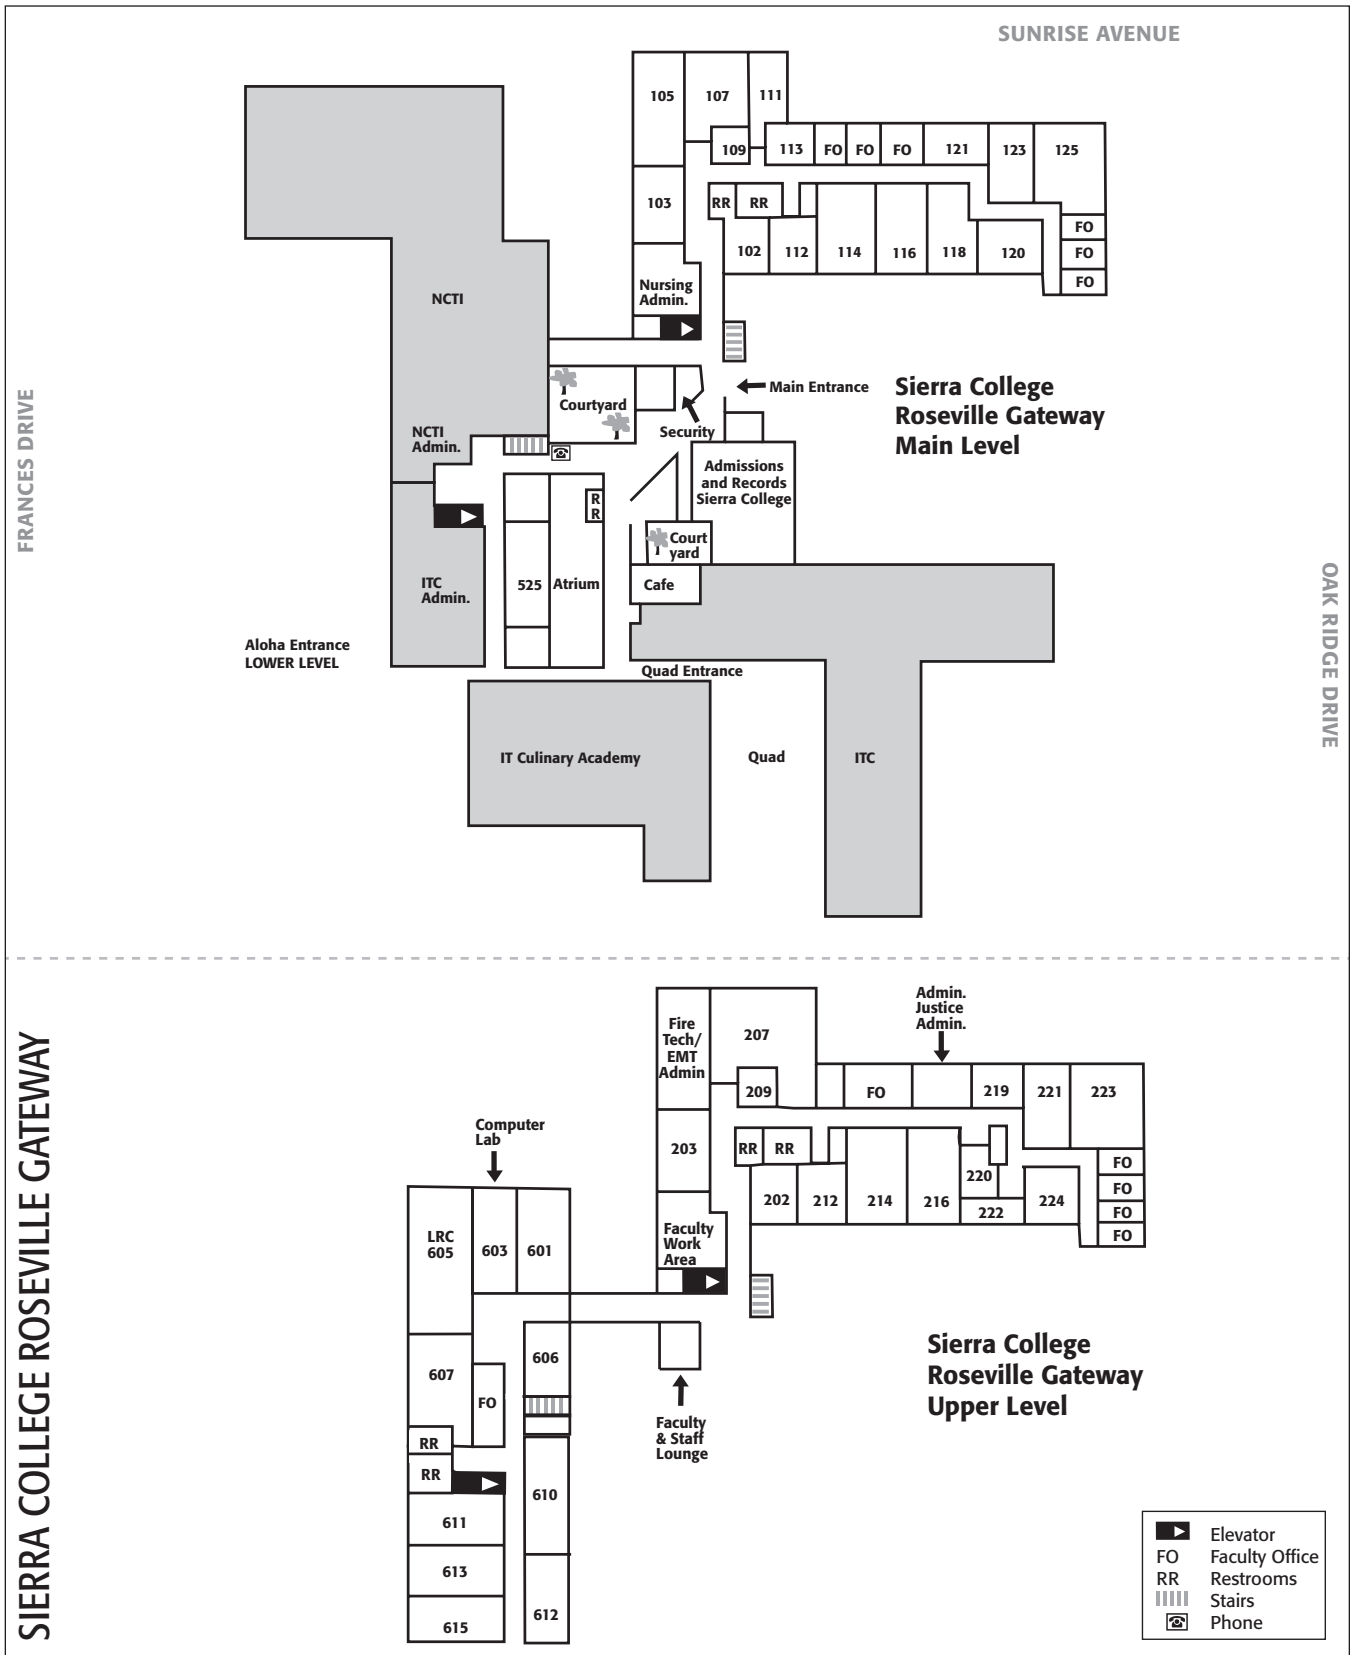 SUNRISE AVENUE
105
107
111
109
113
FO
FO
FO
121
123
125
103
RR
RR
FO
102
112
114
116
118
120
FO
FO
Nursing
Admin.
NCTI
Main Entrance
Sierra College
Roseville Gateway
Main Level
Courtyard
Security
NCTI
Admin.
Admissions
and Records
Sierra College
R
R
Court
yard
ITC
Admin.
525
Atrium
Cafe
Aloha Entrance
LOWER LEVEL
Quad Entrance
IT Culinary Academy
Quad
ITC
FRANCES DRIVE
OAK RIDGE DRIVE
SIERRA COLLEGE ROSEVILLE GATEWAY
Admin.
Justice
Admin.
Fire
Tech/
EMT
Admin
207
209
FO
219
221
223
Computer
Lab
203
RR
RR
FO
220
FO
202
212
214
216
222
224
FO
FO
LRC
605
603
601
Faculty
Work
Area
606
607
FO
Sierra College
Roseville Gateway
Upper Level
Faculty
& Staff
Lounge
RR
RR
610
611
613
612
615
Elevator
FO Faculty Office
RR Restrooms
Stairs
Phone